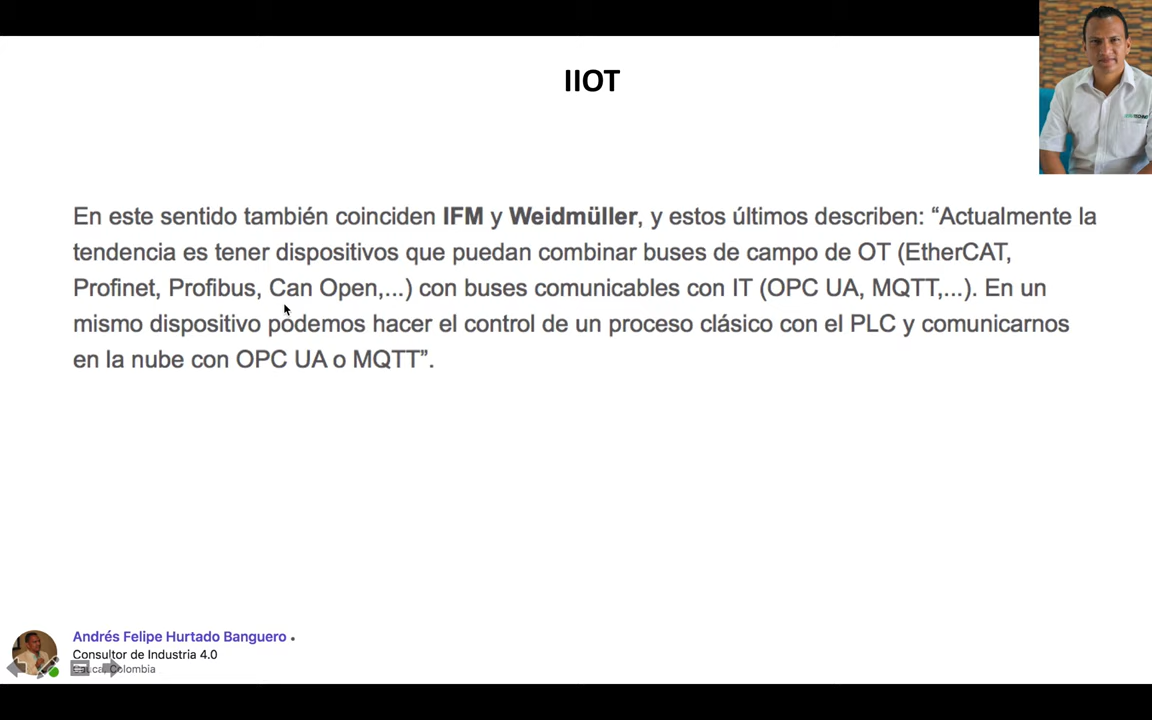 IIOT
En este sentido también coinciden IFM y Weidmüller, y estos últimos describen: “Actualmente la
tendencia es tener dispositivos que puedan combinar buses de campo de OT (EtherCAT,
Profinet, Profibus, Can Open,...) con buses comunicables con IT (OPC UA, MQTT,...). En un
mismo dispositivo podemos hacer el control de un proceso clásico con el PLC y comunicarnos
en la nube con OPC UA o MQTT”.
Andrés Felipe Hurtado Banguero
Consultor de Industria 4.0
Cauca, Colombia